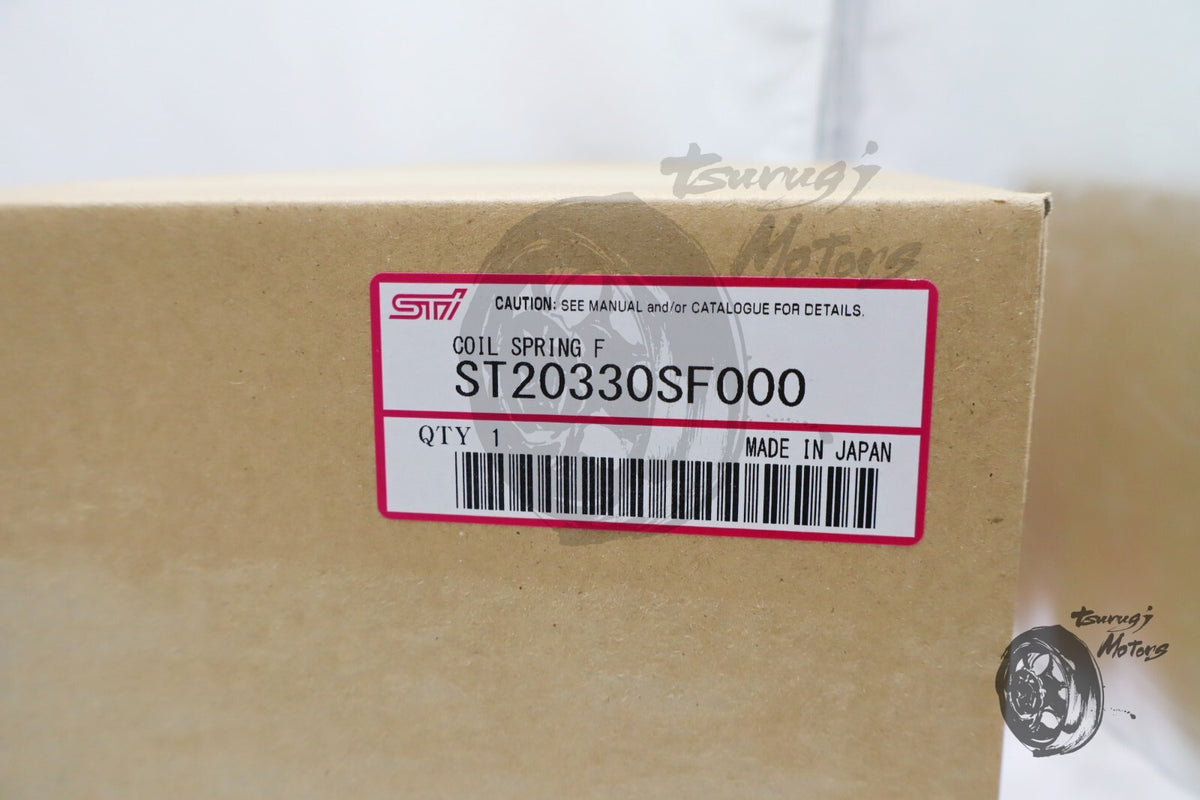 tsurugi
Motors
STI
CAUTION: SEE MANUAL and/or CATALOGUE FOR DETAILS.
COIL SPRING F
ST20330SF000
QTY 1
MADE IN JAPAN
tsurugi
Motors